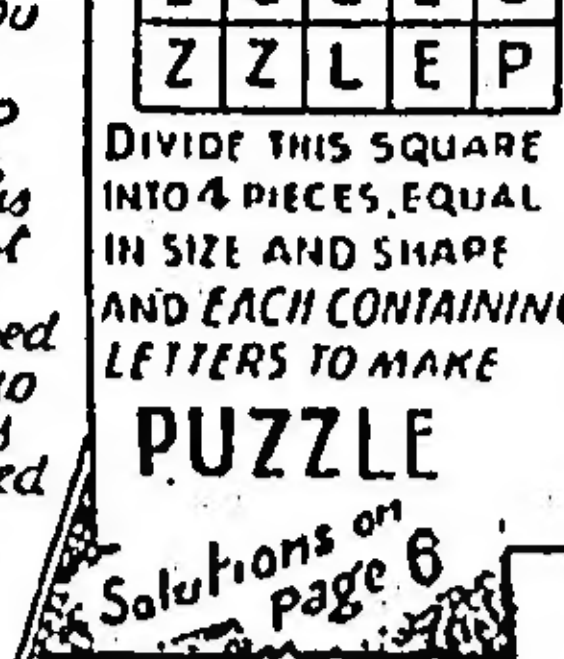 OU
Z Z L E P
DIVIDE THIS SQUARE
INTO 4 PIECES, EQUAL
IN SIZE AND SHAPE
AND EACH CONTAINING
LETTERS TO MAKE
PUZZLE
Solutions on
page 6